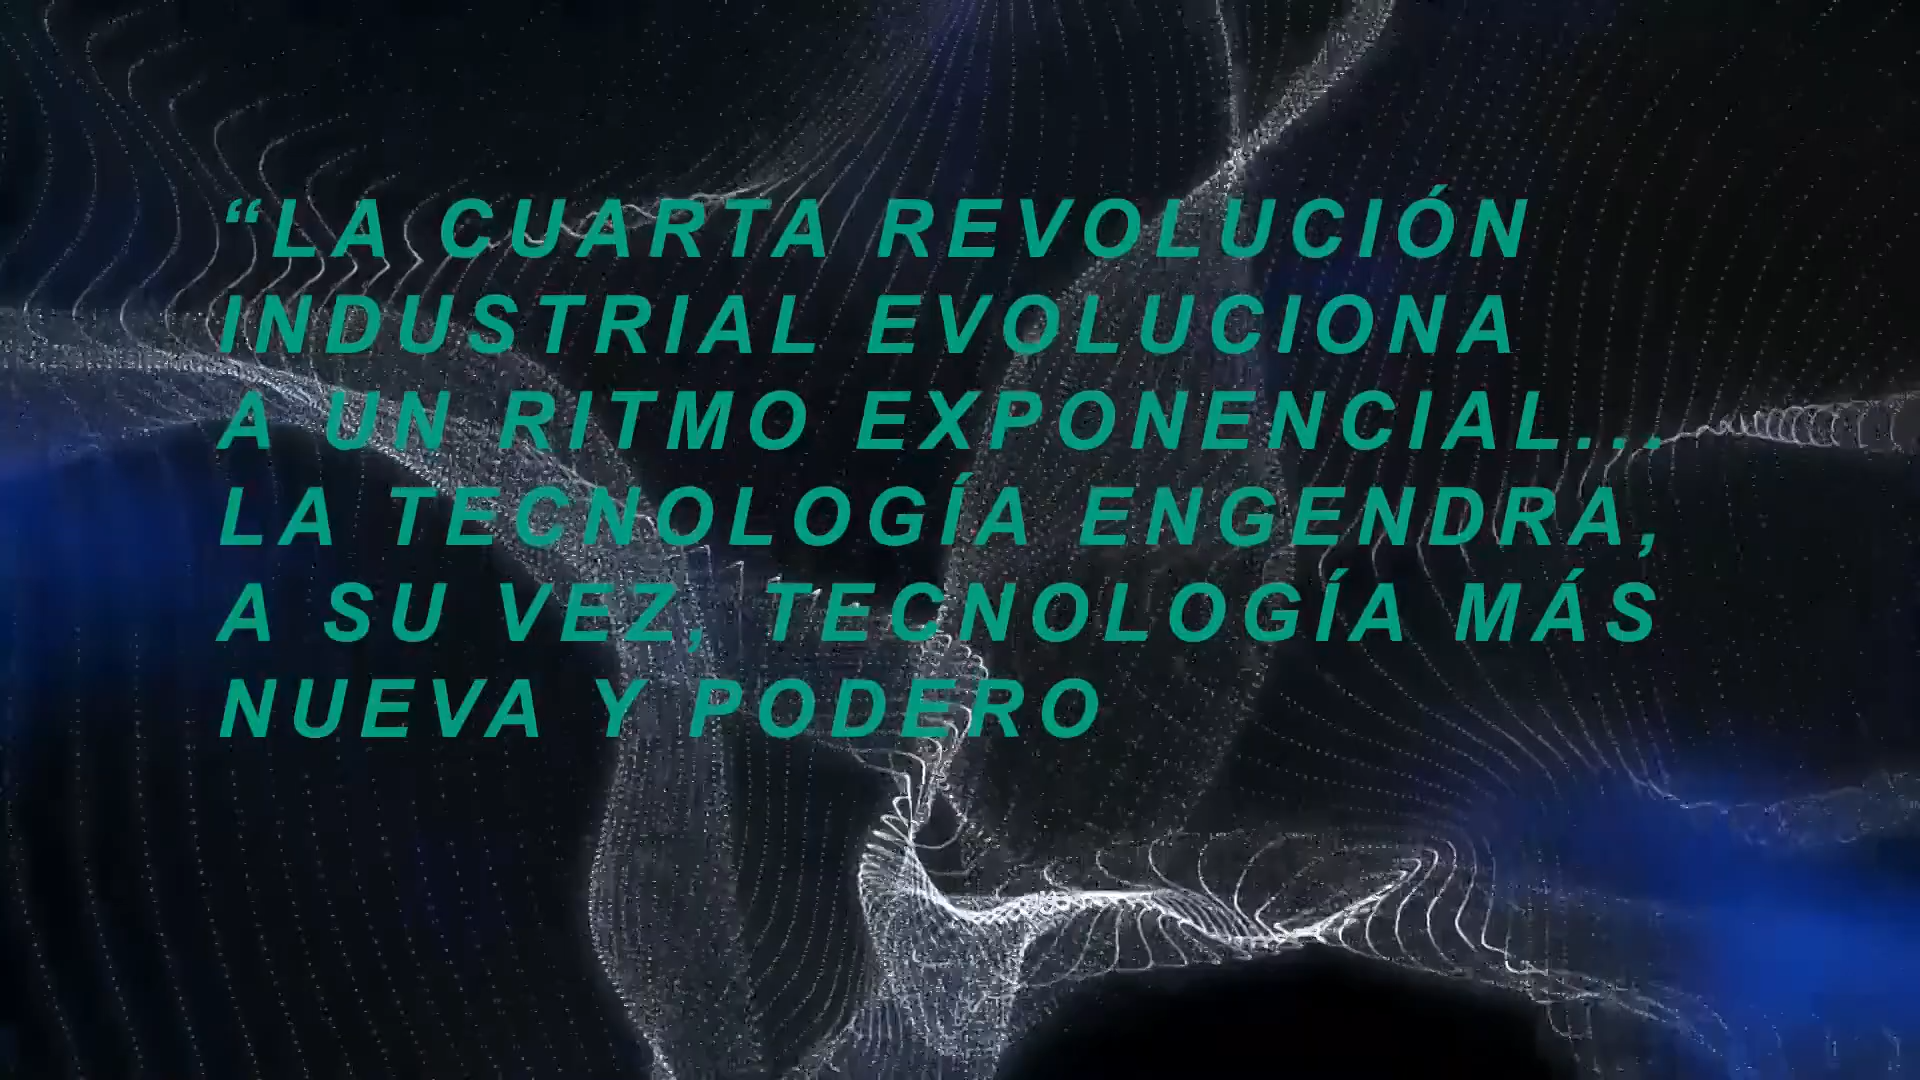 “LA CUARTA REVOLUCIÓN
INDUSTRIAL EVOLUCIONA
A UN RITMO EXPONENCIAL...
LA TECNOLOGÍA ENGENDRA,
A SU VEZ, TECNOLOGÍA MÁS
NUEVA Y PODERO